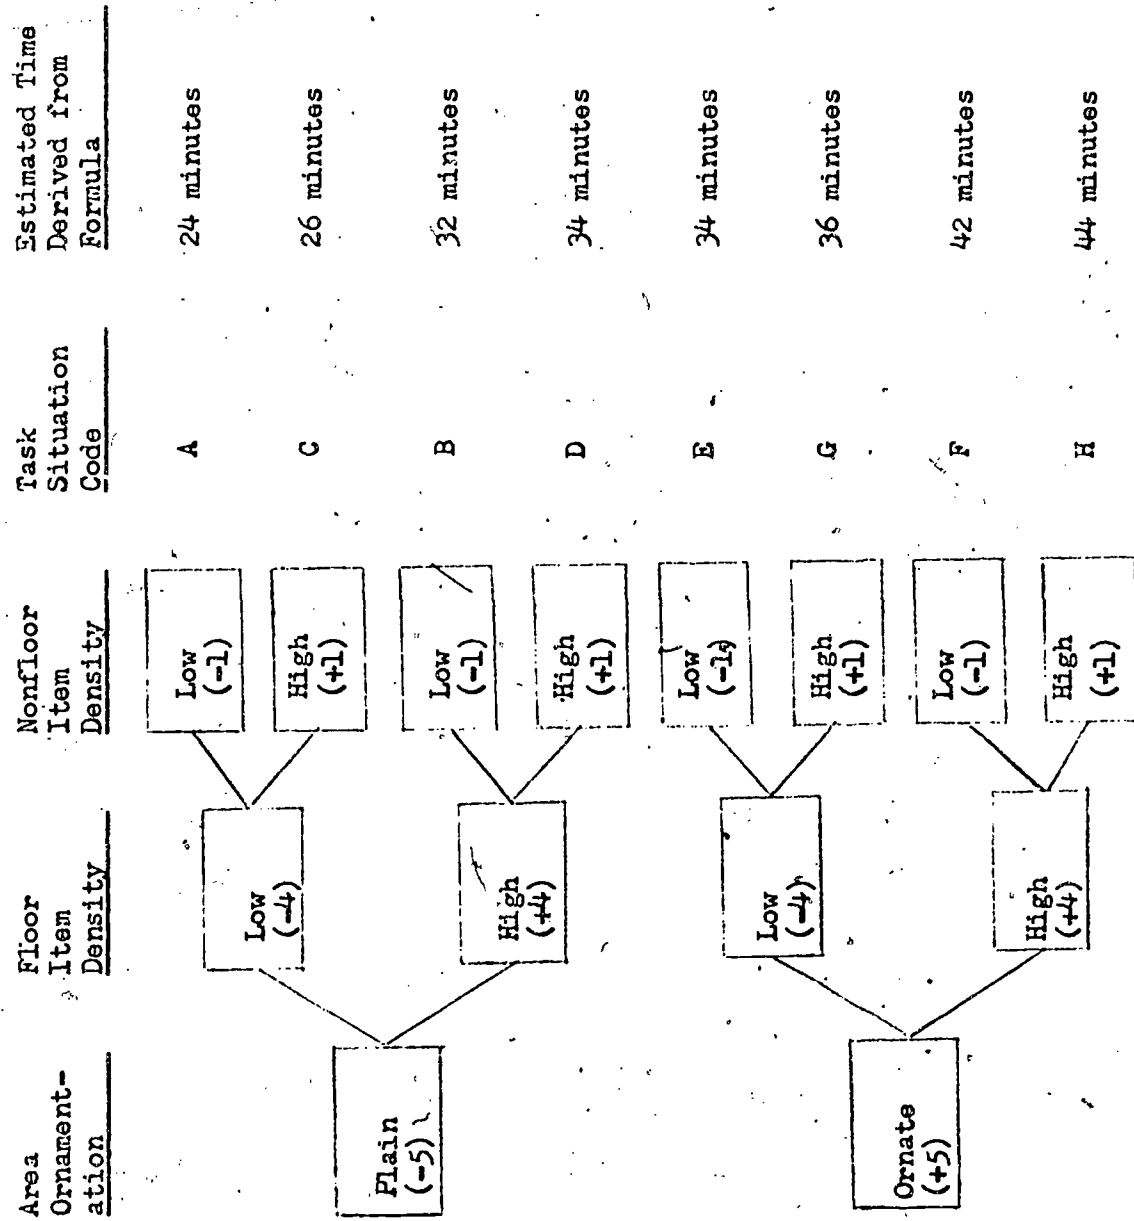 Area
Ornament-
ation
Floor
Item
Density
Nonfloor
Item
Density
Task
Situation
Code
Estimated Time
Derived from
Formula
Plain
(-5)
Low
(-4)
Low
(-1)
A
24 minutes
High
(+1)
C
26 minutes
High
(+4)
Low
(-1)
B
32 minutes
High
(+1)
D
34 minutes
Ornate
(+5)
Low
(-4)
Low
(-1)
E
34 minutes
High
(+1)
G
36 minutes
High
(+4)
Low
(-1)
F
42 minutes
High
(+1)
H
44 minutes